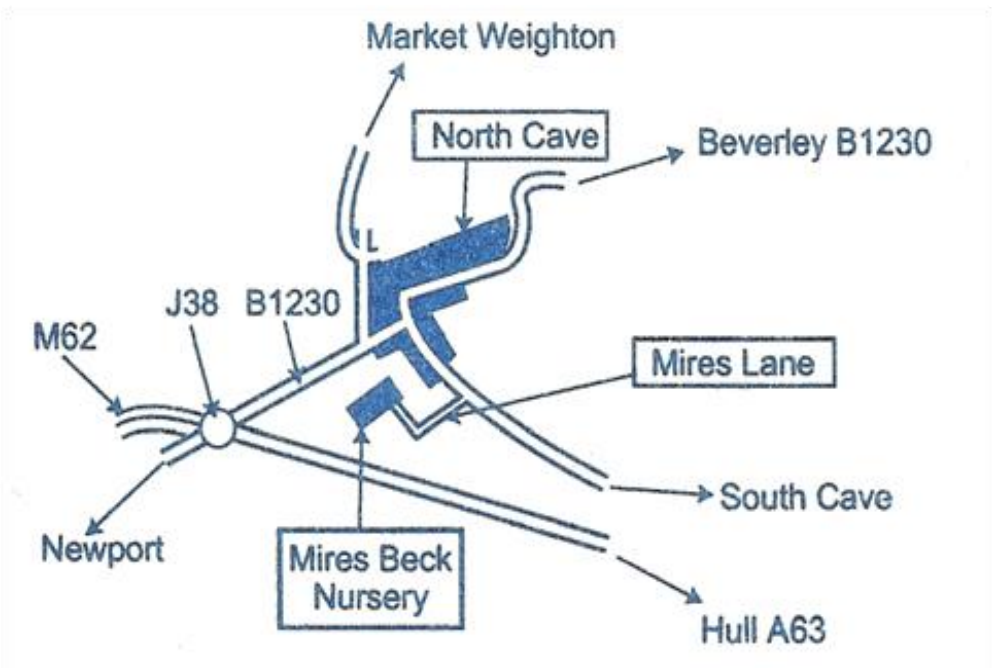 Market Weighton
North Cave
Beverley B1230
J38
B1230
M62
Mires Lane
South Cave
Newport
Mires Beck
Nursery
Hull A63